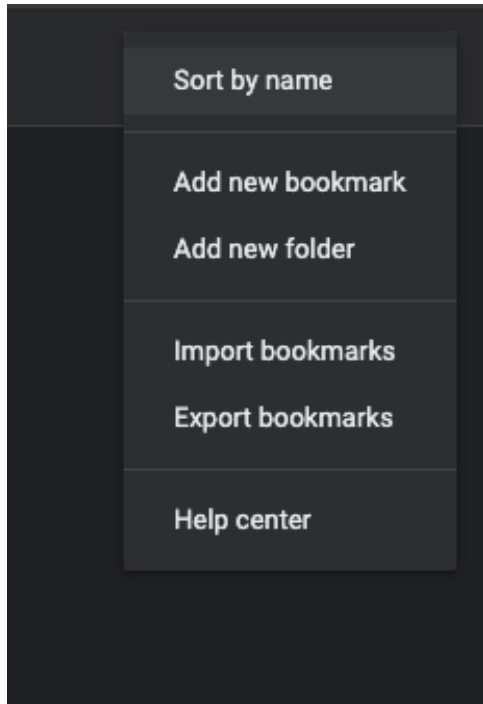 Sort by name
Add new bookmark
Add new folder
Import bookmarks
Export bookmarks
Help center